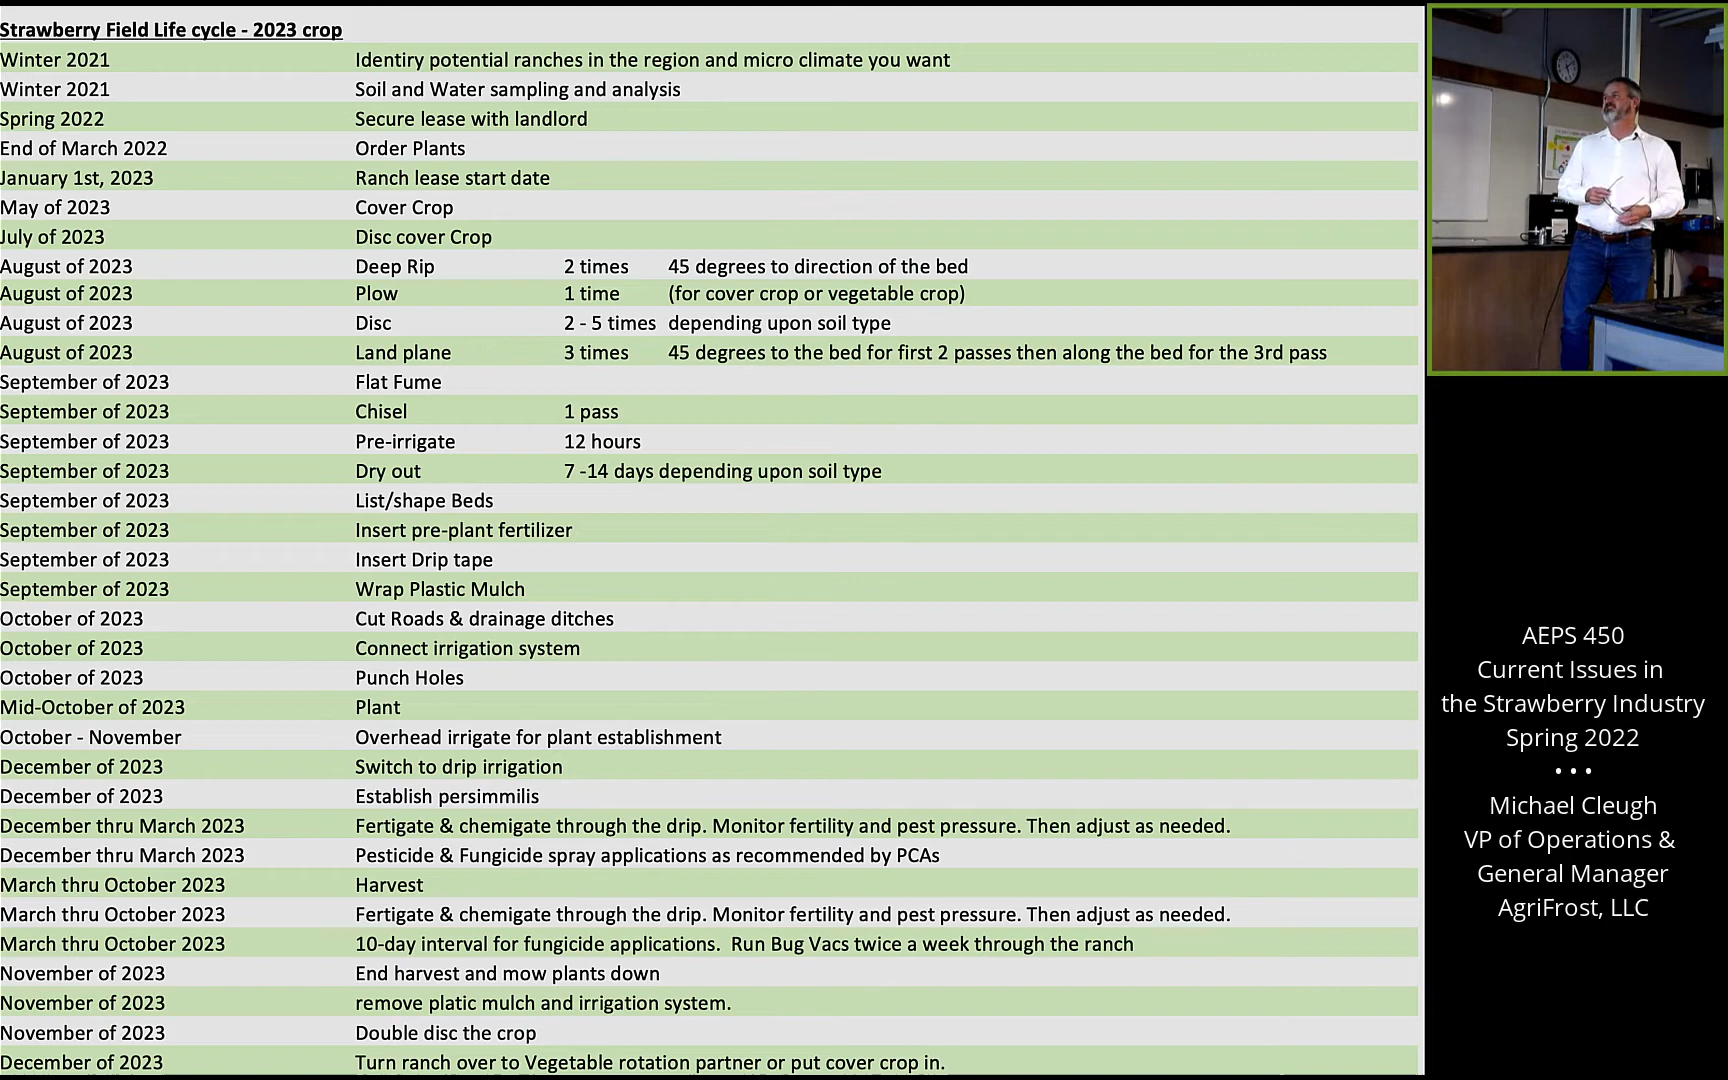 Strawberry Field Life cycle - 2023 crop
Winter 2021 Identiry potential ranches in the region and micro climate you want
Winter 2021 Soil and Water sampling and analysis
Spring 2022 Secure lease with landlord
End of March 2022 Order Plants
January 1st, 2023 Ranch lease start date
May of 2023 Cover Crop
July of 2023 Disc cover Crop
August of 2023 Deep Rip 2 times 45 degrees to direction of the bed
August of 2023 Plow 1 time (for cover crop or vegetable crop)
August of 2023 Disc 2 - 5 times depending upon soil type
August of 2023 Land plane 3 times 45 degrees to the bed for first 2 passes then along the bed for the 3rd pass
September of 2023 Flat Fume
September of 2023 Chisel 1 pass
September of 2023 Pre-irrigate 12 hours
September of 2023 Dry out 7 -14 days depending upon soil type
September of 2023 List/shape Beds
September of 2023 Insert pre-plant fertilizer
September of 2023 Insert Drip tape
September of 2023 Wrap Plastic Mulch
October of 2023 Cut Roads & drainage ditches
October of 2023 Connect irrigation system
October of 2023 Punch Holes
Mid-October of 2023 Plant
October - November Overhead irrigate for plant establishment
December of 2023 Switch to drip irrigation
December of 2023 Establish persimmilis
December thru March 2023 Fertigate & chemigate through the drip. Monitor fertility and pest pressure. Then adjust as needed.
December thru March 2023 Pesticide & Fungicide spray applications as recommended by PCAs
March thru October 2023 Harvest
March thru October 2023 Fertigate & chemigate through the drip. Monitor fertility and pest pressure. Then adjust as needed.
March thru October 2023 10-day interval for fungicide applications. Run Bug Vacs twice a week through the ranch
November of 2023 End harvest and mow plants down
November of 2023 remove platic mulch and irrigation system.
November of 2023 Double disc the crop
December of 2023 Turn ranch over to Vegetable rotation partner or put cover crop in.
AEPS 450
Current Issues in
the Strawberry Industry
Spring 2022
• • •
Michael Cleugh
VP of Operations &
General Manager
AgriFrost, LLC